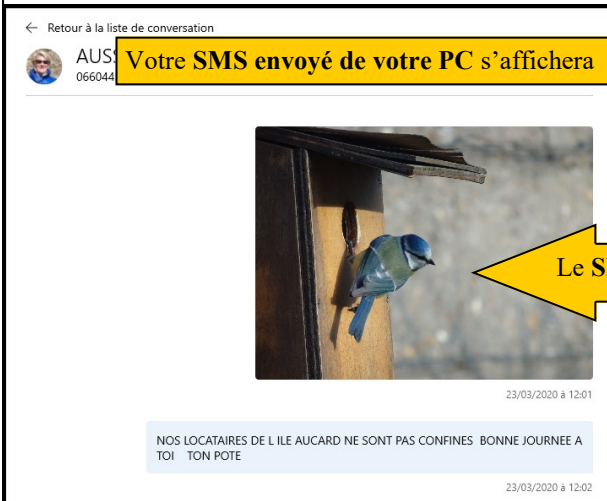 ← Retour à la liste de conversation
AUSS
066044
Votre SMS envoyé de votre PC s’affichera
Le
23/03/2020 à 12:01
NOS LOCATAIRES DE L ILE AUCARD NE SONT PAS CONFINES BONNE JOURNEE A
TOI TON POTE
23/03/2020 à 12:02